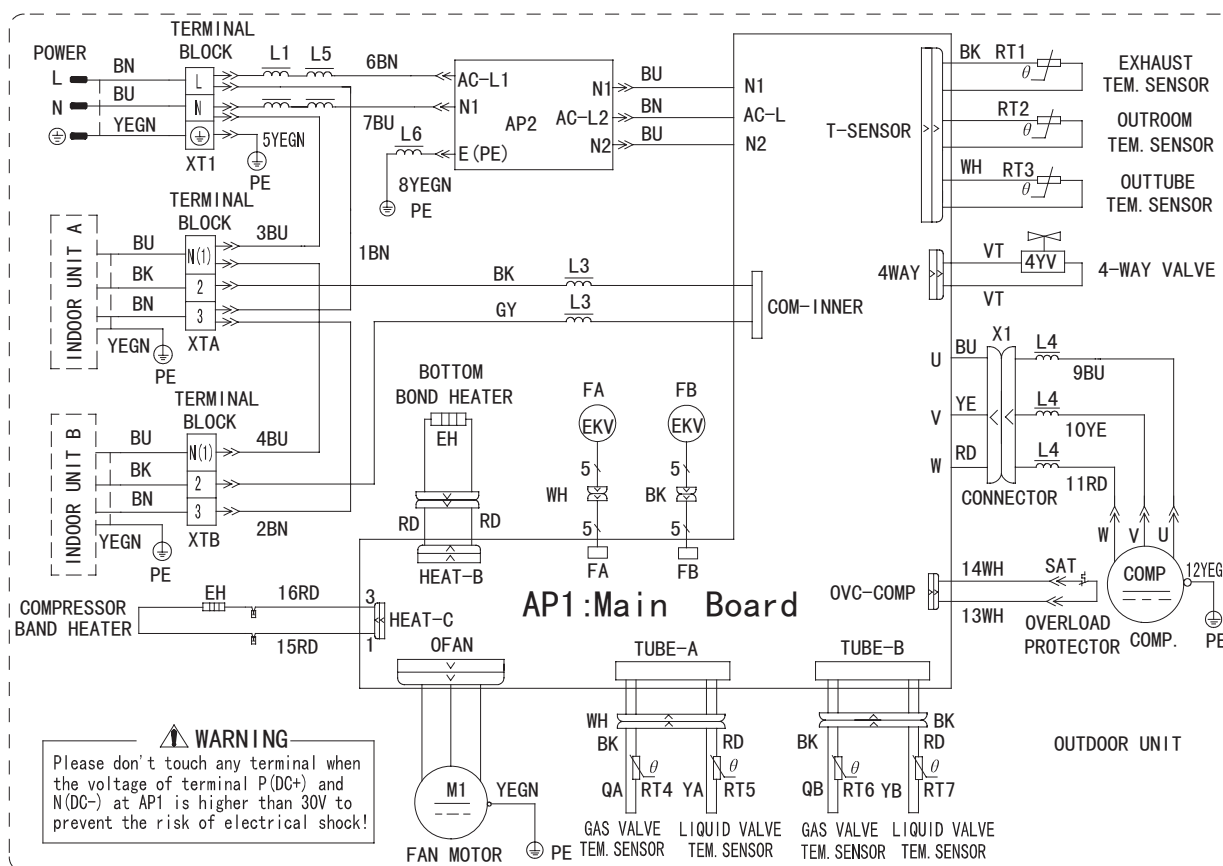 POWER
L
N
BN
BU
YEGN
TERMINAL
BLOCK
L
N
XT1
5YEGN
PE
L1
L5
6BN
7BU
L6
8YEGN
PE
AC-L1
N1
E(PE)
AP2
N1
AC-L2
N2
BU
BN
BU
N1
AC-L
N2
T-SENSOR
BK
RT1
θ
EXHAUST
TEM. SENSOR
RT2
θ
OUTROOM
TEM. SENSOR
WH
RT3
θ
OUTTUBE
TEM. SENSOR
4WAY
VT
4YV
VT
4-WAY VALVE
INDOOR UNIT A
BU
BK
BN
YEGN
PE
TERMINAL
BLOCK
N(1)
2
3
XTA
3BU
1BN
BK
L3
GY
L3
COM-INNER
INDOOR UNIT B
BU
BK
BN
YEGN
PE
TERMINAL
BLOCK
N(1)
2
3
XTB
4BU
2BN
BOTTOM
BOND HEATER
EH
RD
RD
HEAT-B
FA
EKV
5
WH
5
FA
FB
EKV
5
BK
5
FB
U
V
W
BU
YE
RD
X1
CONNECTOR
L4
9BU
L4
10YE
L4
11RD
W
V
U
COMP
COMP.
12YEG
PE
OVC-COMP
14WH
13WH
SAT
OVERLOAD
PROTECTOR
AP1:Main Board
COMPRESSOR
BAND HEATER
EH
16RD
15RD
3
1
HEAT-C
OFAN
M1
YEGN
PE
FAN MOTOR
TUBE-A
WH
BK
RD
θ
θ
QA
RT4
YA
RT5
GAS VALVE
TEM. SENSOR
LIQUID VALVE
TEM. SENSOR
TUBE-B
BK
BK
RD
θ
θ
QB
RT6
YB
RT7
GAS VALVE
TEM. SENSOR
LIQUID VALVE
TEM. SENSOR
OUTDOOR UNIT
WARNING
Please don't touch any terminal when
the voltage of terminal P(DC+) and
N(DC-) at AP1 is higher than 30V to
prevent the risk of electrical shock!